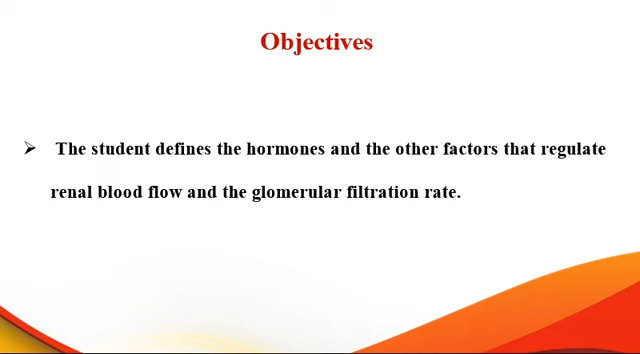 Objectives
➢ The student defines the hormones and the other factors that regulate
renal blood flow and the glomerular filtration rate.